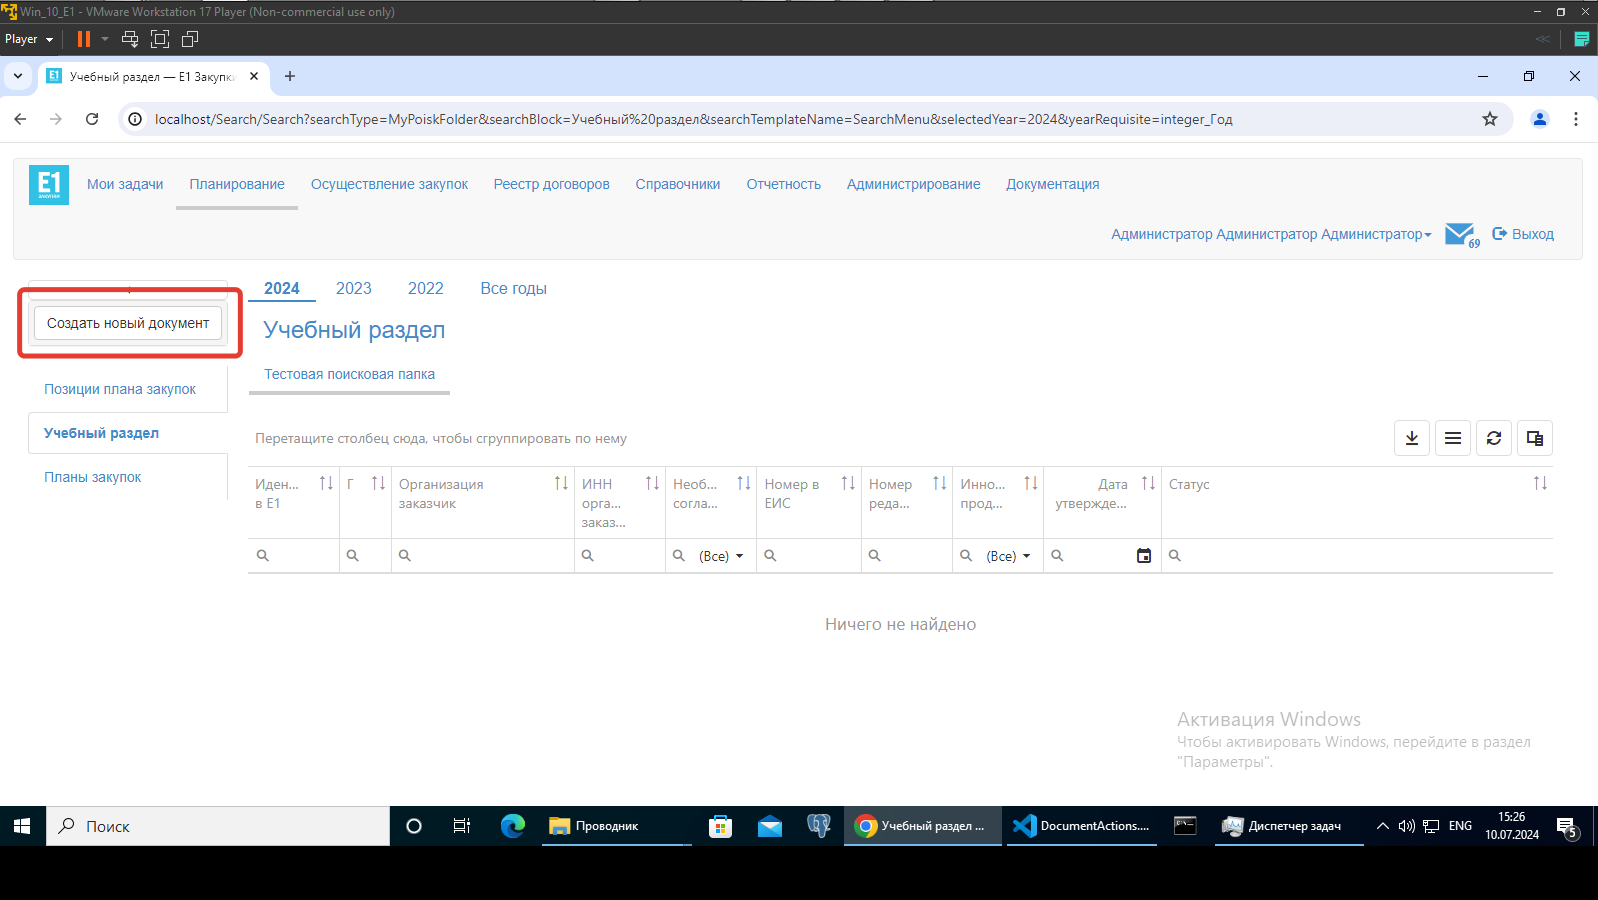 Win_10_E1 - VMware Workstation 17 Player (Non-commercial use only)
Player
Учебный раздел — E1 Закупки
localhost/Search/Search?searchType=MyPoiskFolder&searchBlock=Учебный%20раздел&searchTemplateName=SearchMenu&selectedYear=2024&yearRequisite=integer_Год
E1
ЗАКУПКИ
Мои задачи Планирование Осуществление закупок Реестр договоров Справочники Отчетность Администрирование Документация
Администратор Администратор Администратор 69 Выход
2024 2023 2022 Все годы
Создать новый документ
Учебный раздел
Тестовая поисковая папка
Позиции плана закупок
Учебный раздел
Планы закупок
Перетащите столбец сюда, чтобы сгруппировать по нему
Иден... Г Организация ИНН Необ... Номер в Номер Инно... Дата Статус
в E1 заказчик орга... согла... ЕИС реда... прод... утвержде...
заказ...
(Все) (Все)
Ничего не найдено
Активация Windows
Чтобы активировать Windows, перейдите в раздел
"Параметры".
Поиск Проводник Учебный раздел ... DocumentActions.... Диспетчер задач ENG 15:26
10.07.2024 5